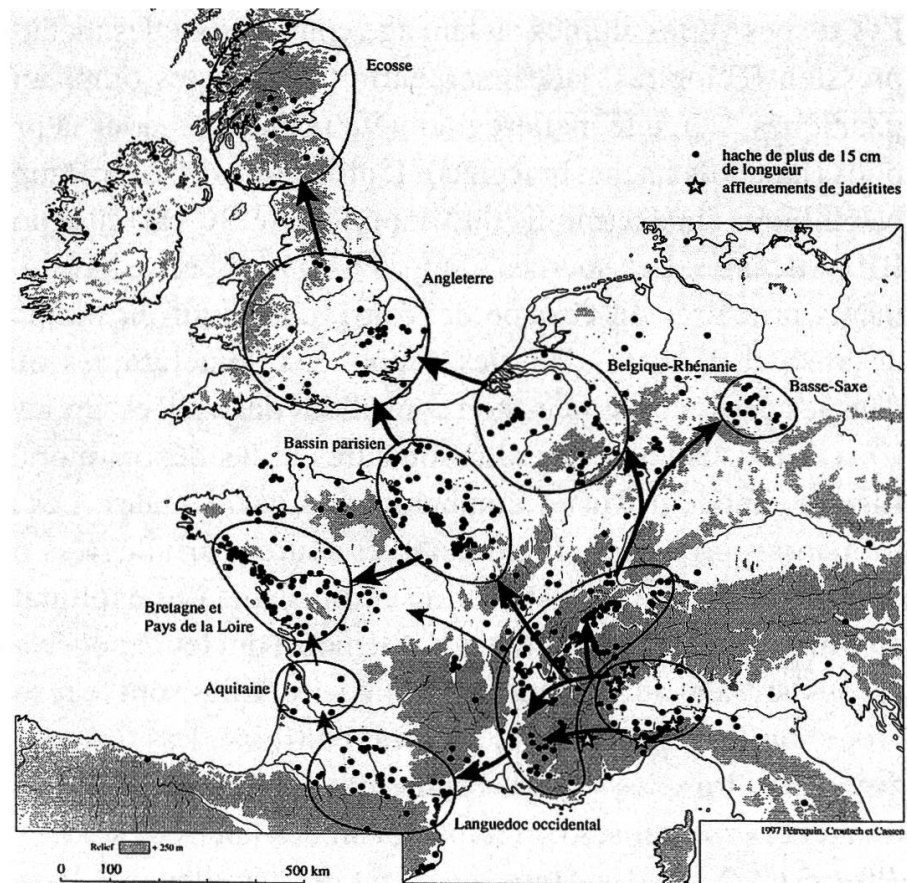 Ecosse
hache de plus de 15 cm
de longueur
affleurements de jadéitites
Angleterre
Belgique-Rhénanie
Basse-Saxe
Bassin parisien
Bretagne et
Pays de la Loire
Aquitaine
Languedoc occidental
1997 Pétrequin, Croutsch et Cassen
Relief + 250 m
0 100 500 km